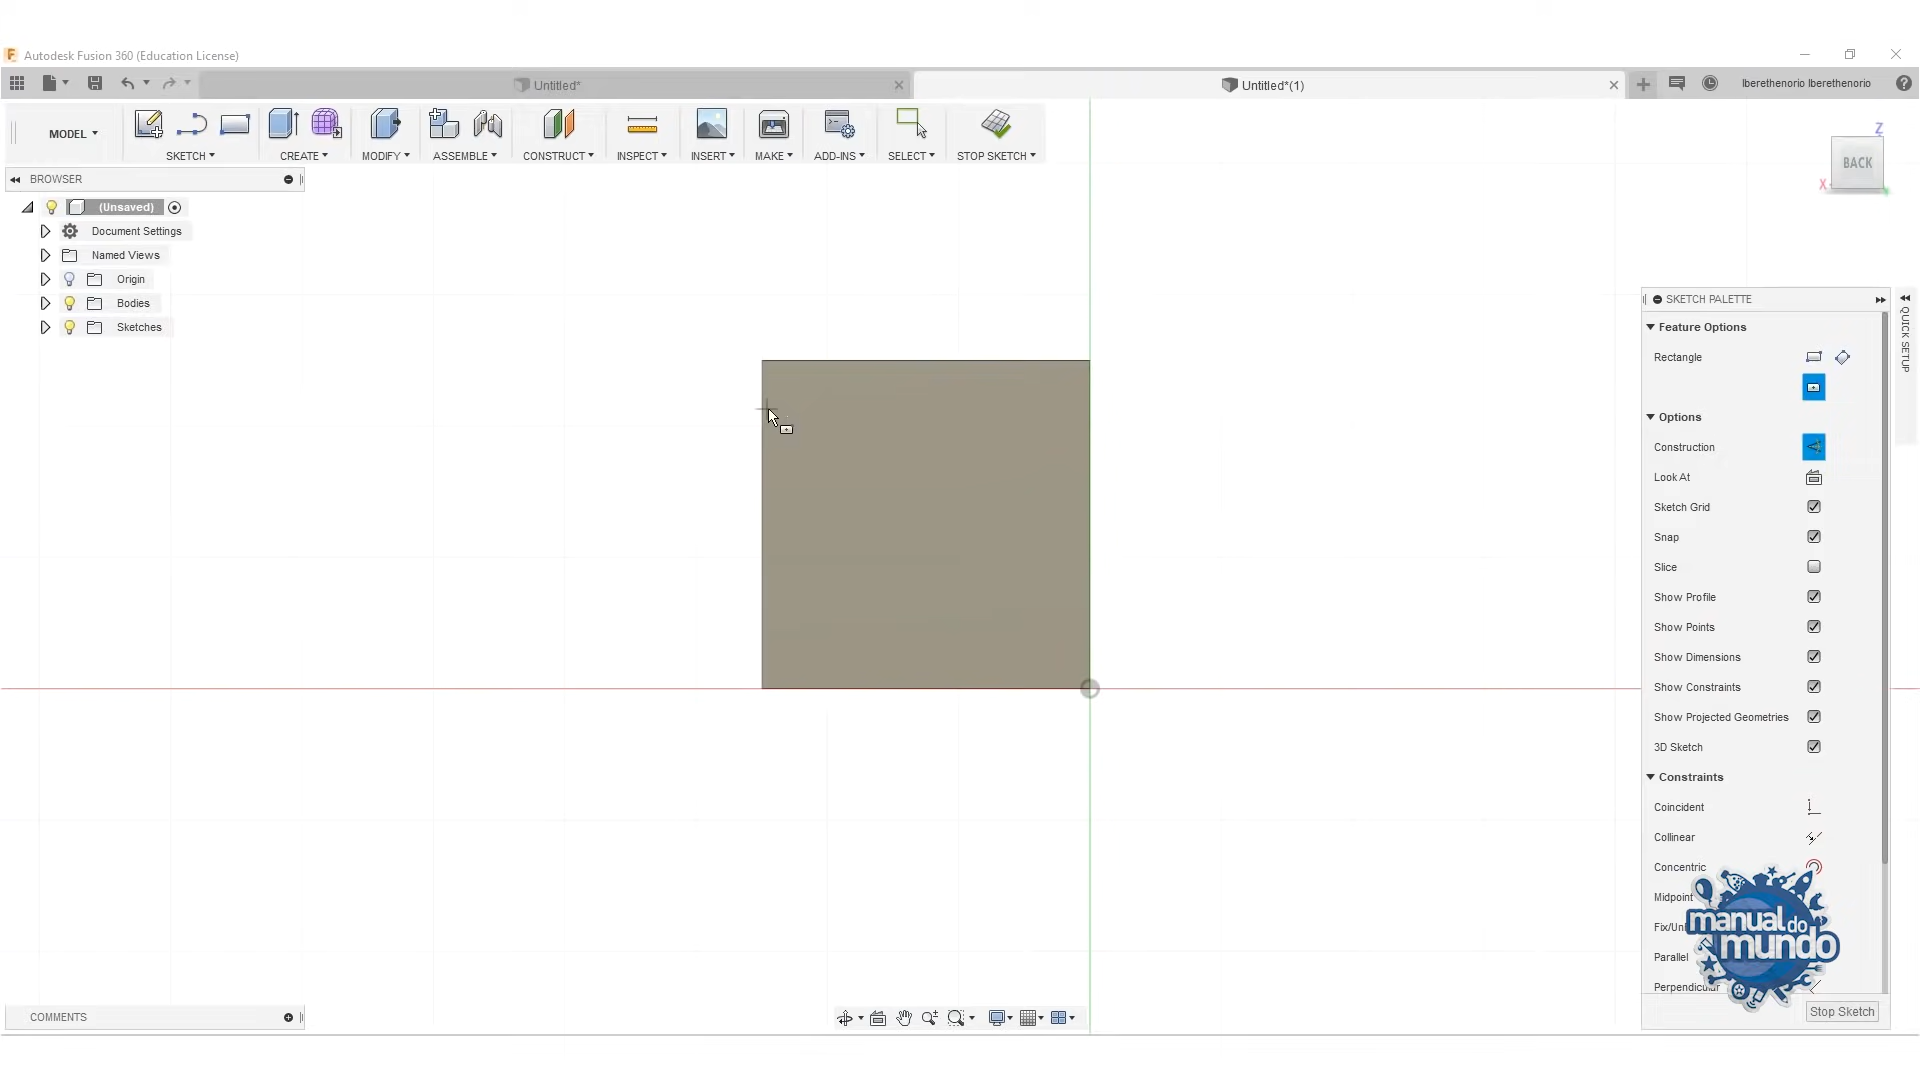 Autodesk Fusion 360 (Education License)
Untitled*
Untitled*(1)
Iberethenorio Iberethenorio
MODEL
SKETCH
CREATE
MODIFY
ASSEMBLE
CONSTRUCT
INSPECT
INSERT
MAKE
ADD-INS
SELECT
STOP SKETCH
BROWSER
(Unsaved)
Document Settings
Named Views
Origin
Bodies
Sketches
Z
BACK
X
SKETCH PALETTE
QUICK SETUP
Feature Options
Rectangle
Options
Construction
Look At
Sketch Grid
Snap
Slice
Show Profile
Show Points
Show Dimensions
Show Constraints
Show Projected Geometries
3D Sketch
Constraints
Coincident
Collinear
Concentric
Midpoint
Parallel
Perpendicular
manual do
mundo
Stop Sketch
COMMENTS